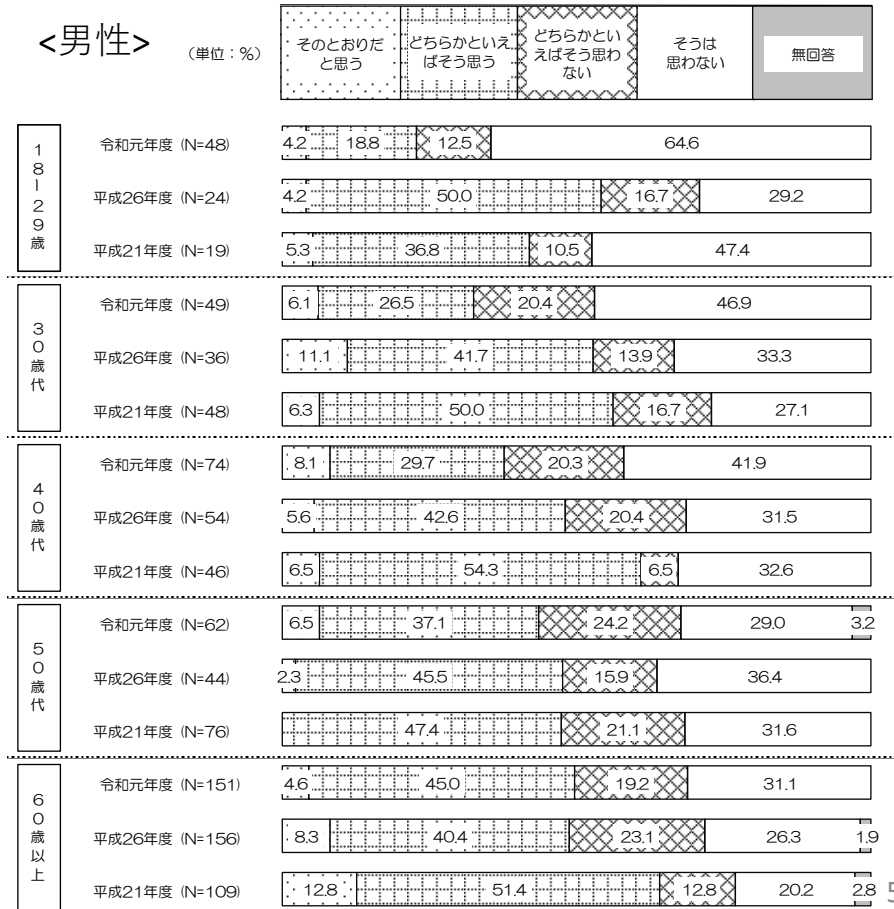 <男性>
(単位：%)
そのとおりだ
と思う
どちらかといえ
ばそう思う
どちらかとい
えばそう思わ
ない
そうは
思わない
無回答
18-29歳
令和元年度 (N=48)
4.2 18.8 12.5 64.6
平成26年度 (N=24)
4.2 50.0 16.7 29.2
平成21年度 (N=19)
5.3 36.8 10.5 47.4
30歳代
令和元年度 (N=49)
6.1 26.5 20.4 46.9
平成26年度 (N=36)
11.1 41.7 13.9 33.3
平成21年度 (N=48)
6.3 50.0 16.7 27.1
40歳代
令和元年度 (N=74)
8.1 29.7 20.3 41.9
平成26年度 (N=54)
5.6 42.6 20.4 31.5
平成21年度 (N=46)
6.5 54.3 6.5 32.6
50歳代
令和元年度 (N=62)
6.5 37.1 24.2 29.0 3.2
平成26年度 (N=44)
2.3 45.5 15.9 36.4
平成21年度 (N=76)
47.4 21.1 31.6
60歳以上
令和元年度 (N=151)
4.6 45.0 19.2 31.1
平成26年度 (N=156)
8.3 40.4 23.1 26.3 1.9
平成21年度 (N=109)
12.8 51.4 12.8 20.2 2.8